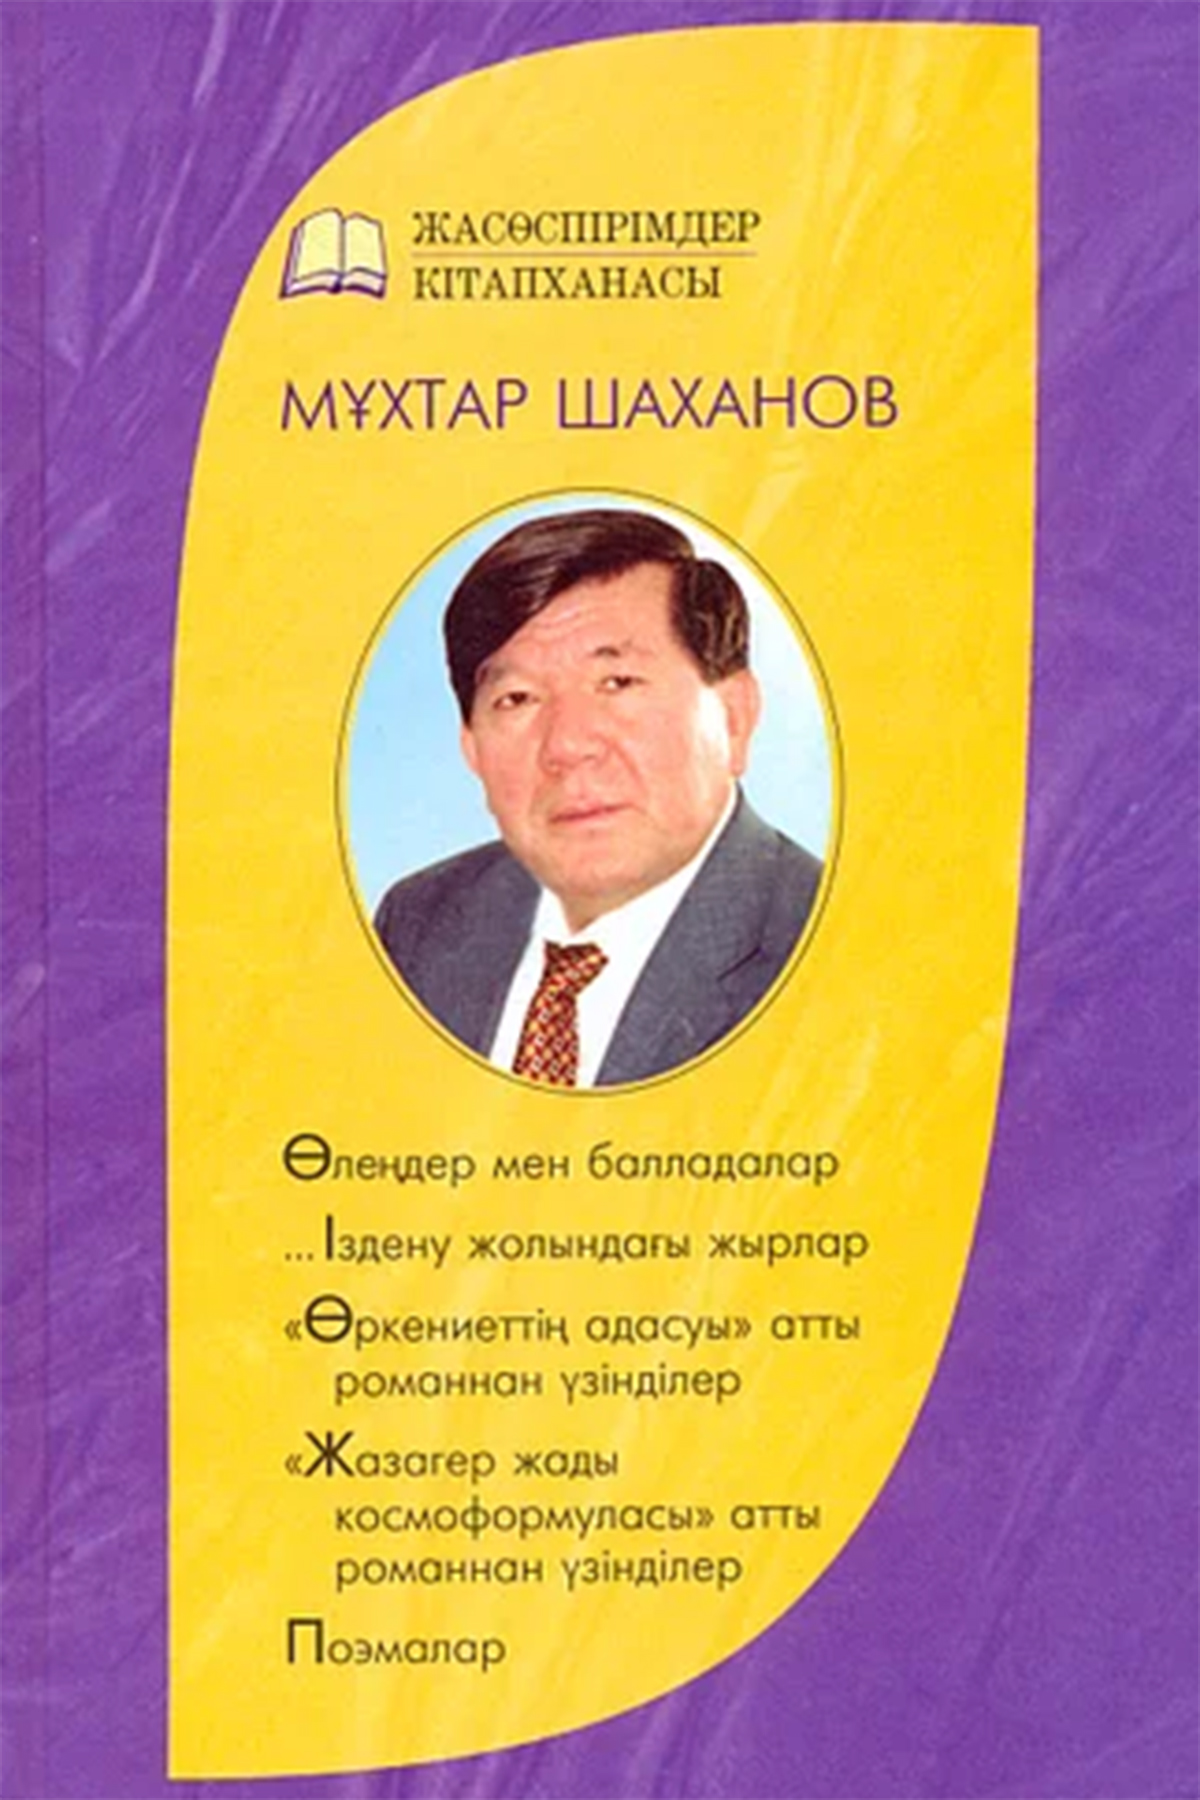 ЖАСӨСПІРІМДЕР
КІТАПХАНАСЫ
МҰХТАР ШАХАНОВ
Өлеңдер мен балладалар
... Іздену жолындағы жырлар
«Өркениеттің адасуы» атты
романнан үзінділер
«Жазагер жады
космоформуласы» атты
романнан үзінділер
Поэмалар